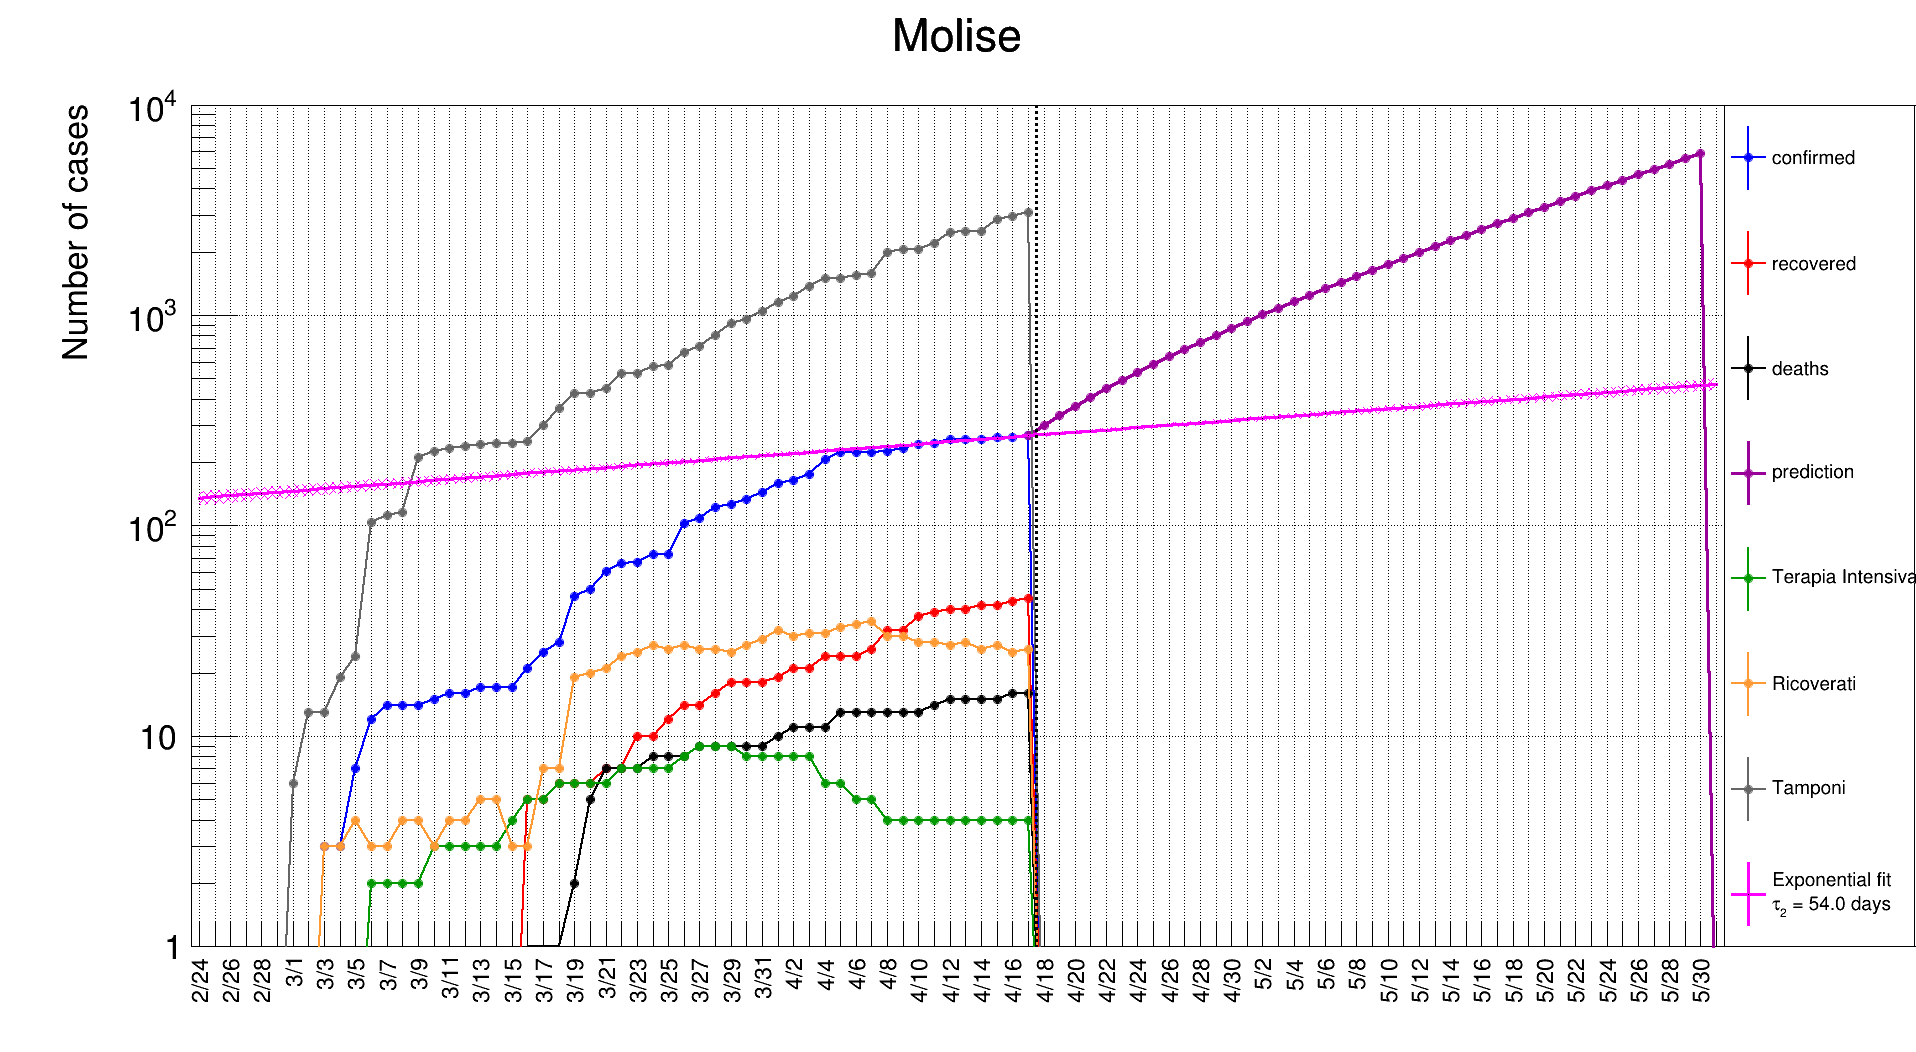 Molise
Number of cases
10⁴
10³
10²
10
1
2/24 2/26 2/28 3/1 3/3 3/5 3/7 3/9 3/11 3/13 3/15 3/17 3/19 3/21 3/23 3/25 3/27 3/29 3/31 4/2 4/4 4/6 4/8 4/10 4/12 4/14 4/16 4/18 4/20 4/22 4/24 4/26 4/28 4/30 5/2 5/4 5/6 5/8 5/10 5/12 5/14 5/16 5/18 5/20 5/22 5/24 5/26 5/28 5/30
confirmed
recovered
deaths
prediction
Terapia Intensiva
Ricoverati
Tamponi
Exponential fit
τ₂ = 54.0 days